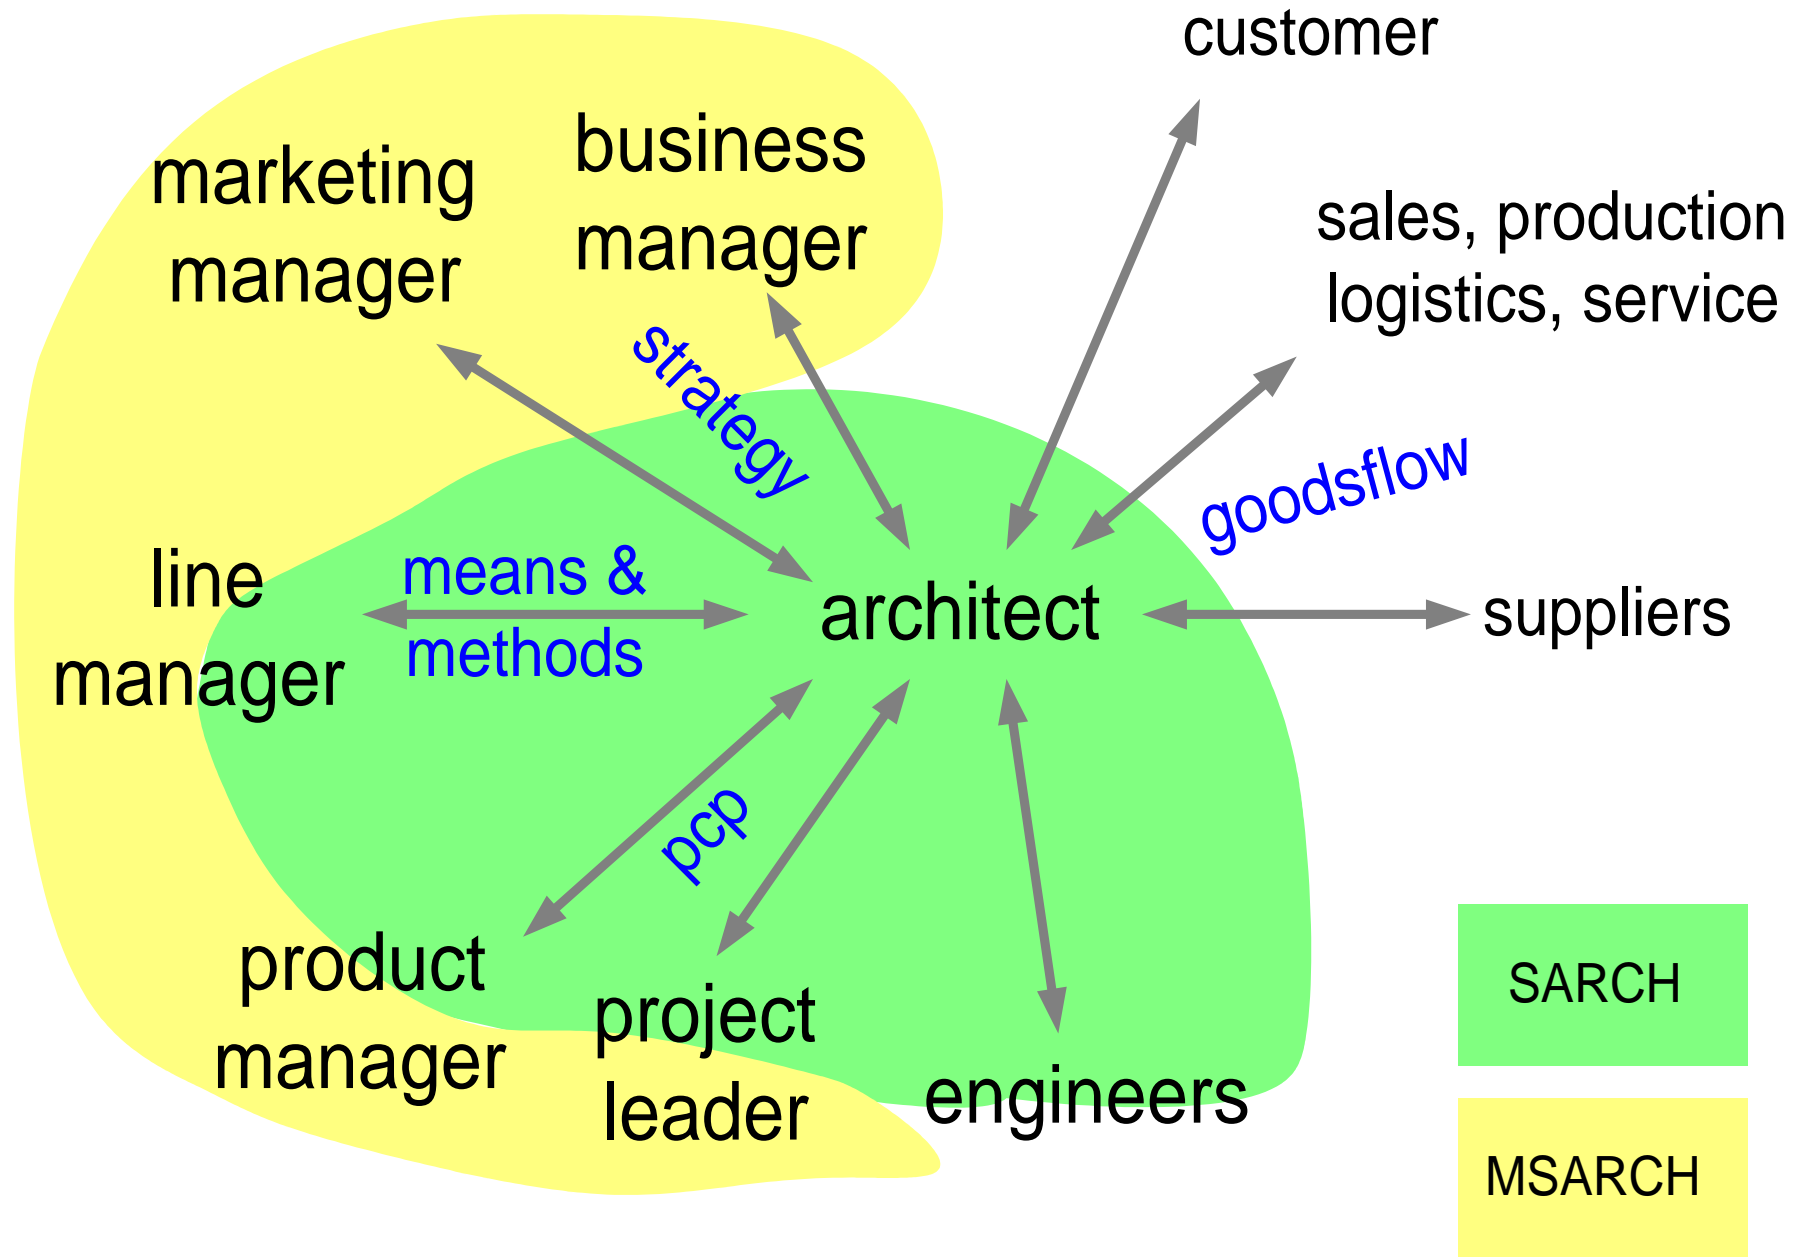 customer
business
manager
marketing
manager
sales, production
logistics, service
strategy
goodsflow
line
manager
means &
methods
architect
suppliers
pcp
product
manager
project
leader
engineers
SARCH
MSARCH